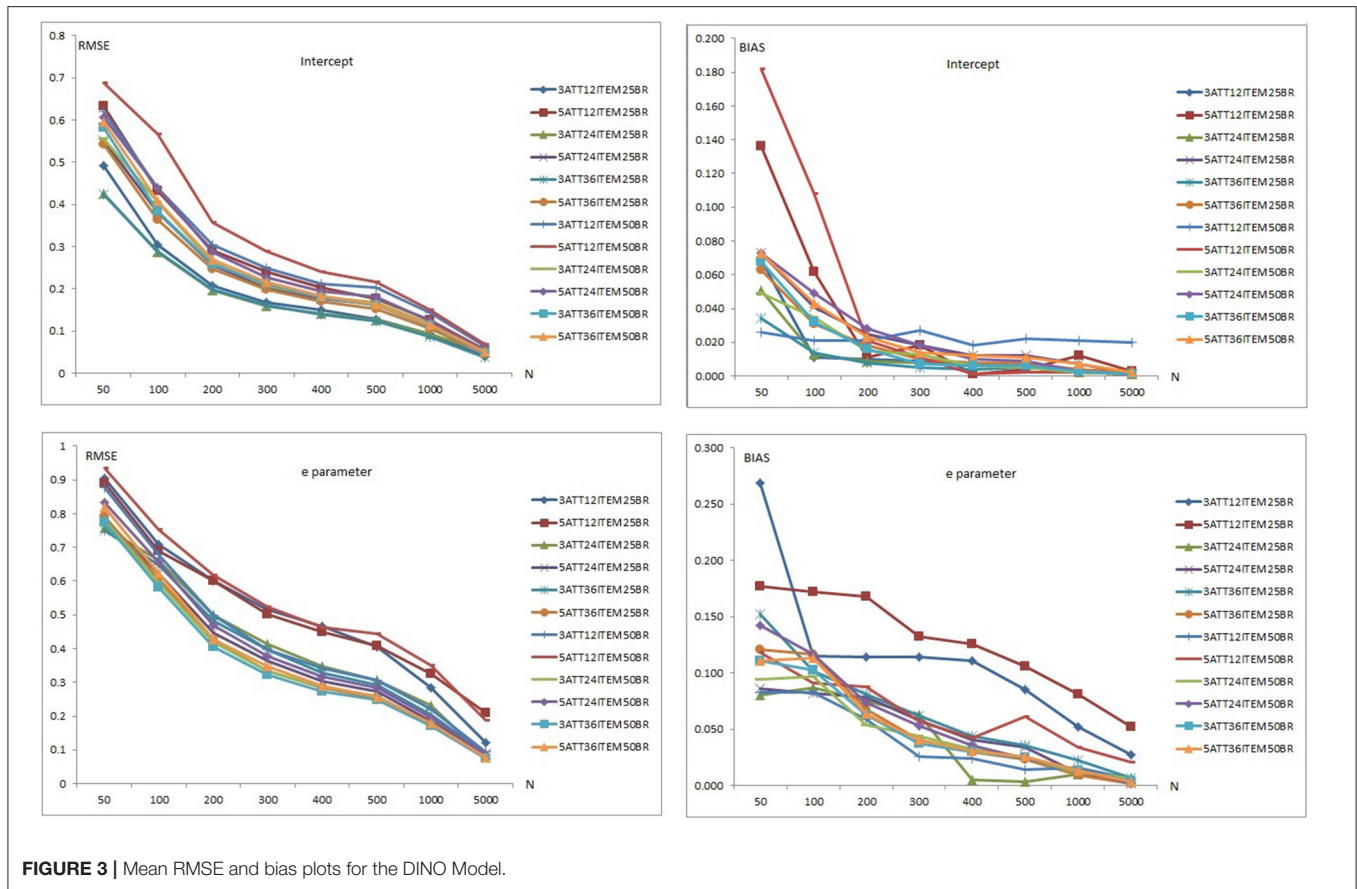 RMSE
Intercept
0.8
0.7
0.6
0.5
0.4
0.3
0.2
0.1
0
50 100 200 300 400 500 1000 5000
N
3ATT12ITEM25BR
5ATT12ITEM25BR
3ATT24ITEM25BR
5ATT24ITEM25BR
3ATT36ITEM25BR
5ATT36ITEM25BR
3ATT12ITEM50BR
5ATT12ITEM50BR
3ATT24ITEM50BR
5ATT24ITEM50BR
3ATT36ITEM50BR
5ATT36ITEM50BR
BIAS
Intercept
0.200
0.180
0.160
0.140
0.120
0.100
0.080
0.060
0.040
0.020
0.000
50 100 200 300 400 500 1000 5000
N
3ATT12ITEM25BR
5ATT12ITEM25BR
3ATT24ITEM25BR
5ATT24ITEM25BR
3ATT36ITEM25BR
5ATT36ITEM25BR
3ATT12ITEM50BR
5ATT12ITEM50BR
3ATT24ITEM50BR
5ATT24ITEM50BR
3ATT36ITEM50BR
5ATT36ITEM50BR
RMSE
e parameter
1
0.9
0.8
0.7
0.6
0.5
0.4
0.3
0.2
0.1
0
50 100 200 300 400 500 1000 5000
N
3ATT12ITEM25BR
5ATT12ITEM25BR
3ATT24ITEM25BR
5ATT24ITEM25BR
3ATT36ITEM25BR
5ATT36ITEM25BR
3ATT12ITEM50BR
5ATT12ITEM50BR
3ATT24ITEM50BR
5ATT24ITEM50BR
3ATT36ITEM50BR
5ATT36ITEM50BR
BIAS
e parameter
0.300
0.250
0.200
0.150
0.100
0.050
0.000
50 100 200 300 400 500 1000 5000
N
3ATT12ITEM25BR
5ATT12ITEM25BR
3ATT24ITEM25BR
5ATT24ITEM25BR
3ATT36ITEM25BR
5ATT36ITEM25BR
3ATT12ITEM50BR
5ATT12ITEM50BR
3ATT24ITEM50BR
5ATT24ITEM50BR
3ATT36ITEM50BR
5ATT36ITEM50BR
FIGURE 3 | Mean RMSE and bias plots for the DINO Model.